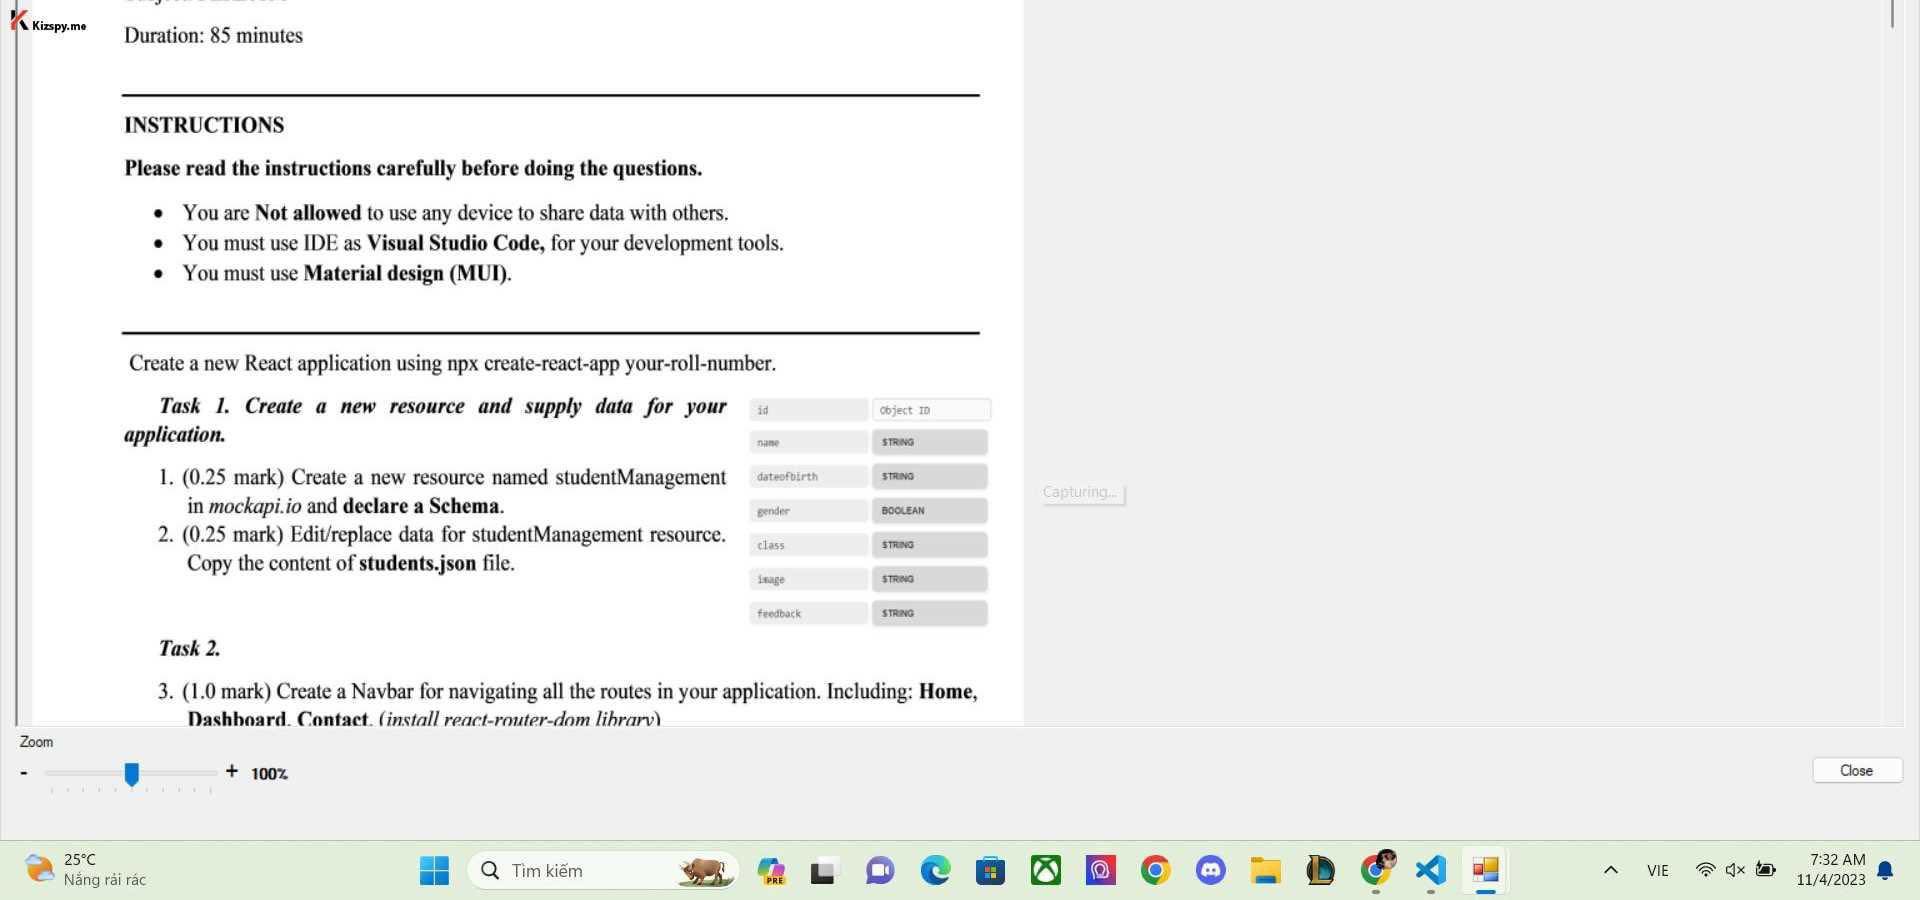 Kizspy.me
Duration: 85 minutes
INSTRUCTIONS
Please read the instructions carefully before doing the questions.
• You are Not allowed to use any device to share data with others.
• You must use IDE as Visual Studio Code, for your development tools.
• You must use Material design (MUI).
Create a new React application using npx create-react-app your-roll-number.
Task 1. Create a new resource and supply data for your
application.
1. (0.25 mark) Create a new resource named studentManagement
in mockapi.io and declare a Schema.
2. (0.25 mark) Edit/replace data for studentManagement resource.
Copy the content of students.json file.
id Object ID
name STRING
dateofbirth STRING
gender BOOLEAN
class STRING
image STRING
feedback STRING
Capturing...
Task 2.
3. (1.0 mark) Create a Navbar for navigating all the routes in your application. Including: Home,
Dashboard, Contact. (install react-router-dom library)
Zoom
- + 100%
Close
25°C
Nắng rải rác
Tìm kiếm
PRE
VIE
7:32 AM
11/4/2023